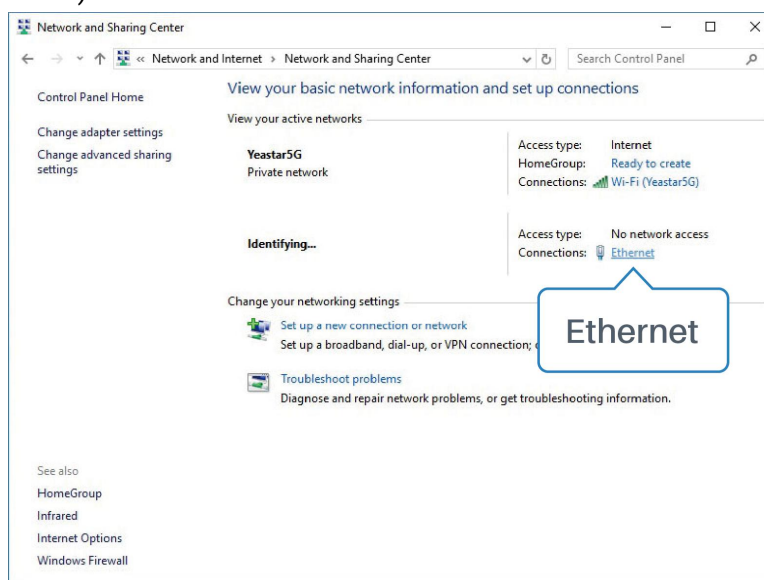 Network and Sharing Center
« Network and Internet › Network and Sharing Center
Search Control Panel
Control Panel Home
Change adapter settings
Change advanced sharing
settings
View your basic network information and set up connections
View your active networks
Yeastar5G
Private network
Access type: Internet
HomeGroup: Ready to create
Connections: Wi-Fi (Yeastar5G)
Identifying...
Access type: No network access
Connections: Ethernet
Ethernet
Change your networking settings
Set up a new connection or network
Set up a broadband, dial-up, or VPN connection;
Troubleshoot problems
Diagnose and repair network problems, or get troubleshooting information.
See also
HomeGroup
Infrared
Internet Options
Windows Firewall